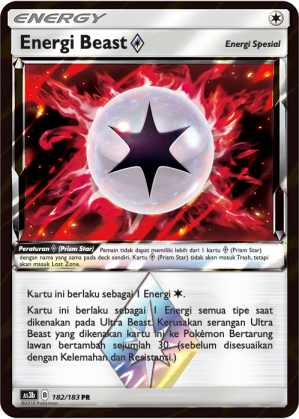 ENERGY
Energi Beast ◇
Energi Spesial
Peraturan ◇ (Prism Star) Pemain tidak dapat memiliki lebih dari 1 kartu ◇ (Prism Star)
dengan nama yang sama pada deck sendiri. Kartu ◇ (Prism Star) tidak akan masuk Trash, tetapi
akan masuk Lost Zone.
Kartu ini berlaku sebagai 1 Energi ✶.
Kartu ini berlaku sebagai 1 Energi semua tipe saat
dikenakan pada Ultra Beast. Kerusakan serangan Ultra
Beast yang dikenakan kartu ini ke Pokémon Bertarung
lawan bertambah sejumlah 30 (sebelum disesuaikan
dengan Kelemahan dan Resistansi.)
AS3b 182/183 PR
©2019 Pokémon